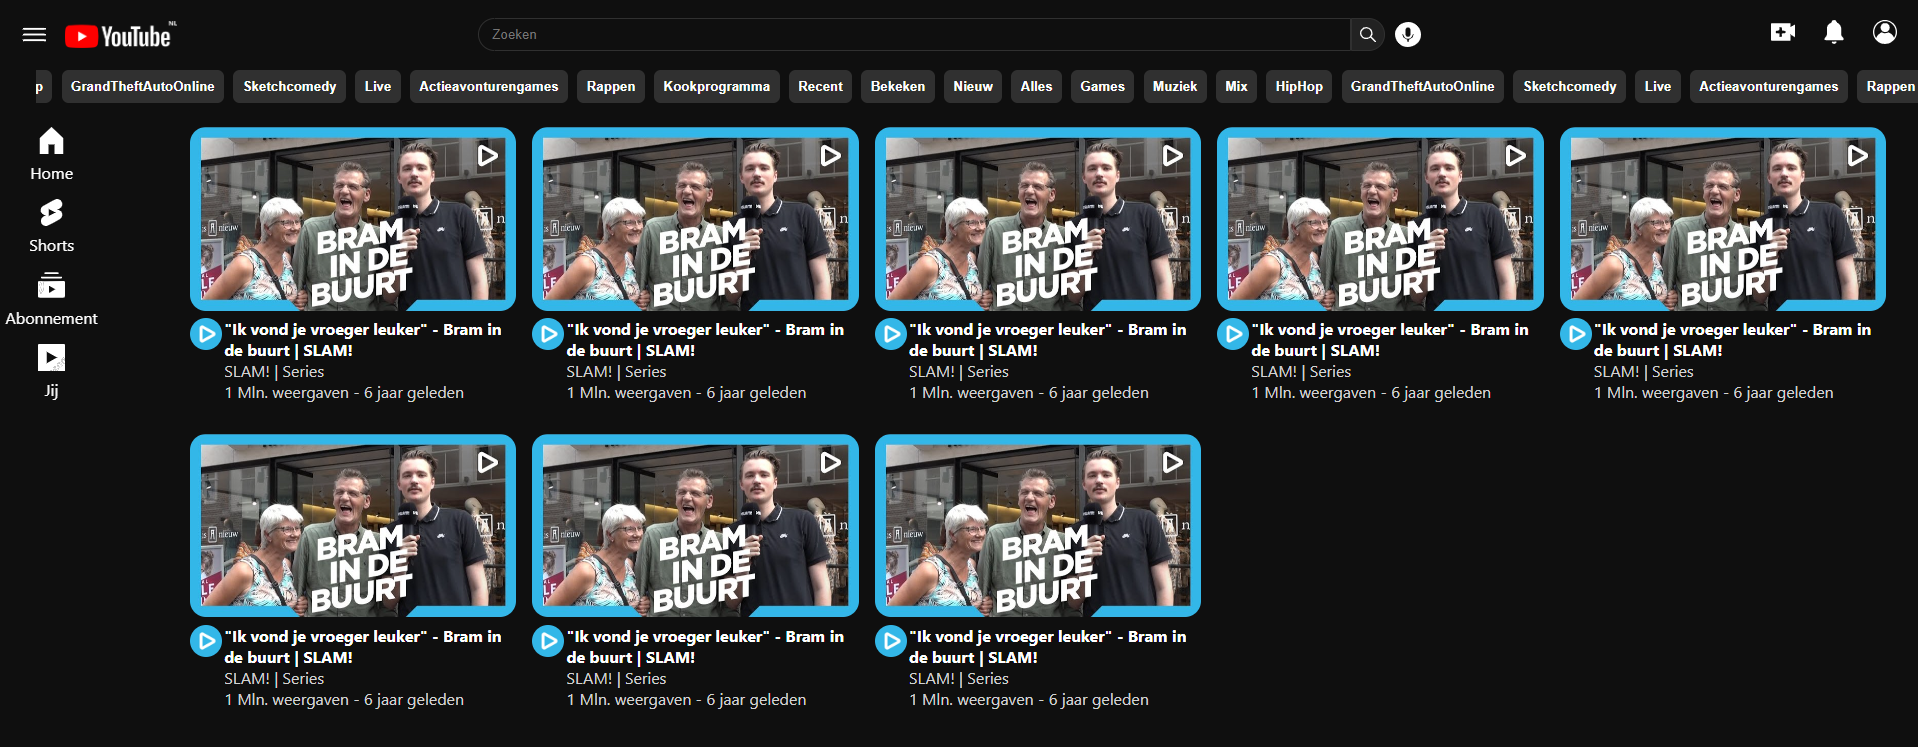 YouTube NL
Zoeken
p GrandTheftAutoOnline Sketchcomedy Live Actieavonturengames Rappen Kookprogramma Recent Bekeken Nieuw Alles Games Muziek Mix HipHop GrandTheftAutoOnline Sketchcomedy Live Actieavonturengames Rappen
Home
Shorts
Abonnement
Jij
BRAM
IN DE
BUURT
"Ik vond je vroeger leuker" - Bram in
de buurt | SLAM!
SLAM! | Series
1 Mln. weergaven - 6 jaar geleden
BRAM
IN DE
BUURT
"Ik vond je vroeger leuker" - Bram in
de buurt | SLAM!
SLAM! | Series
1 Mln. weergaven - 6 jaar geleden
BRAM
IN DE
BUURT
"Ik vond je vroeger leuker" - Bram in
de buurt | SLAM!
SLAM! | Series
1 Mln. weergaven - 6 jaar geleden
BRAM
IN DE
BUURT
"Ik vond je vroeger leuker" - Bram in
de buurt | SLAM!
SLAM! | Series
1 Mln. weergaven - 6 jaar geleden
BRAM
IN DE
BUURT
"Ik vond je vroeger leuker" - Bram in
de buurt | SLAM!
SLAM! | Series
1 Mln. weergaven - 6 jaar geleden
BRAM
IN DE
BUURT
"Ik vond je vroeger leuker" - Bram in
de buurt | SLAM!
SLAM! | Series
1 Mln. weergaven - 6 jaar geleden
BRAM
IN DE
BUURT
"Ik vond je vroeger leuker" - Bram in
de buurt | SLAM!
SLAM! | Series
1 Mln. weergaven - 6 jaar geleden
BRAM
IN DE
BUURT
"Ik vond je vroeger leuker" - Bram in
de buurt | SLAM!
SLAM! | Series
1 Mln. weergaven - 6 jaar geleden